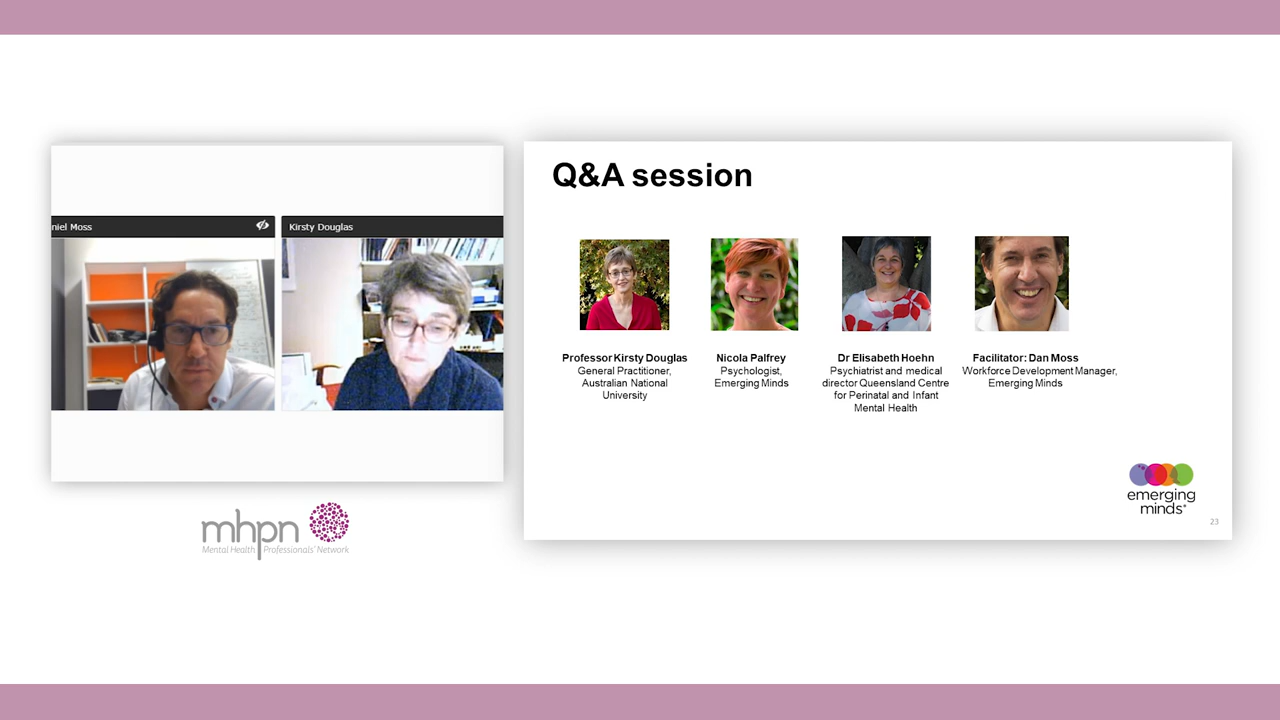 niel Moss
Kirsty Douglas
mhpn
Mental Health Professionals' Network
Q&A session
Professor Kirsty Douglas
General Practitioner,
Australian National
University
Nicola Palfrey
Psychologist,
Emerging Minds
Dr Elisabeth Hoehn
Psychiatrist and medical
director Queensland Centre
for Perinatal and Infant
Mental Health
Facilitator: Dan Moss
Workforce Development Manager,
Emerging Minds
emerging
minds
23